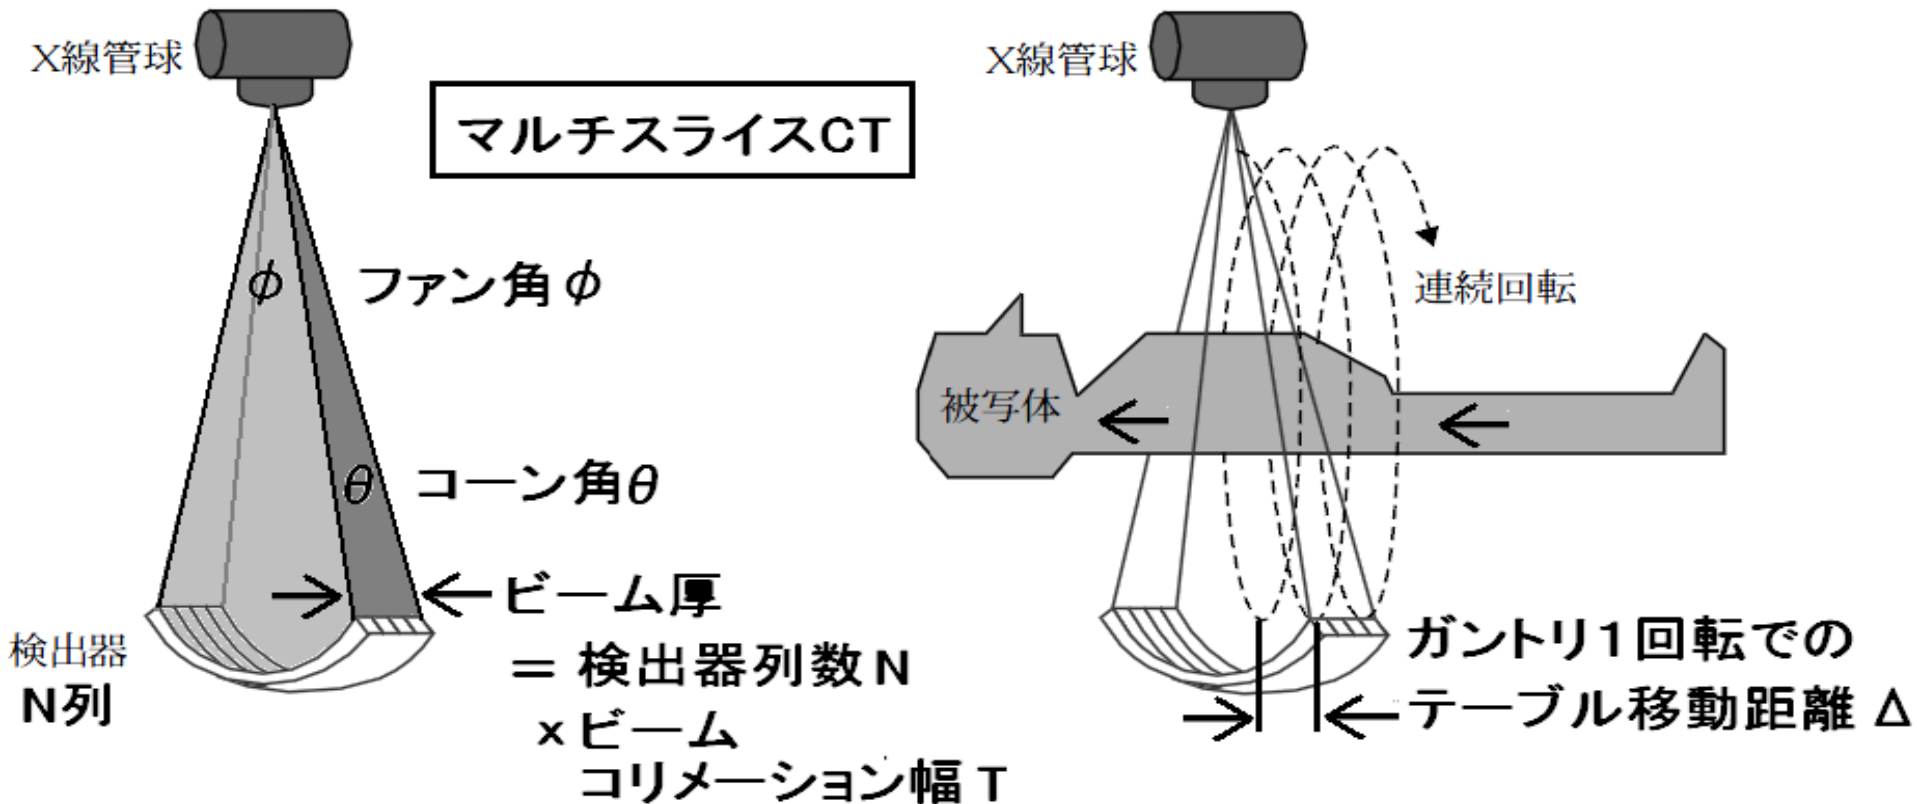 X線管球
マルチスライスCT
φ
ファン角φ
θ
コーン角θ
ビーム厚
= 検出器列数N
×ビーム
コリメーション幅T
検出器
N列
X線管球
連続回転
被写体
ガントリ1回転での
テーブル移動距離 Δ